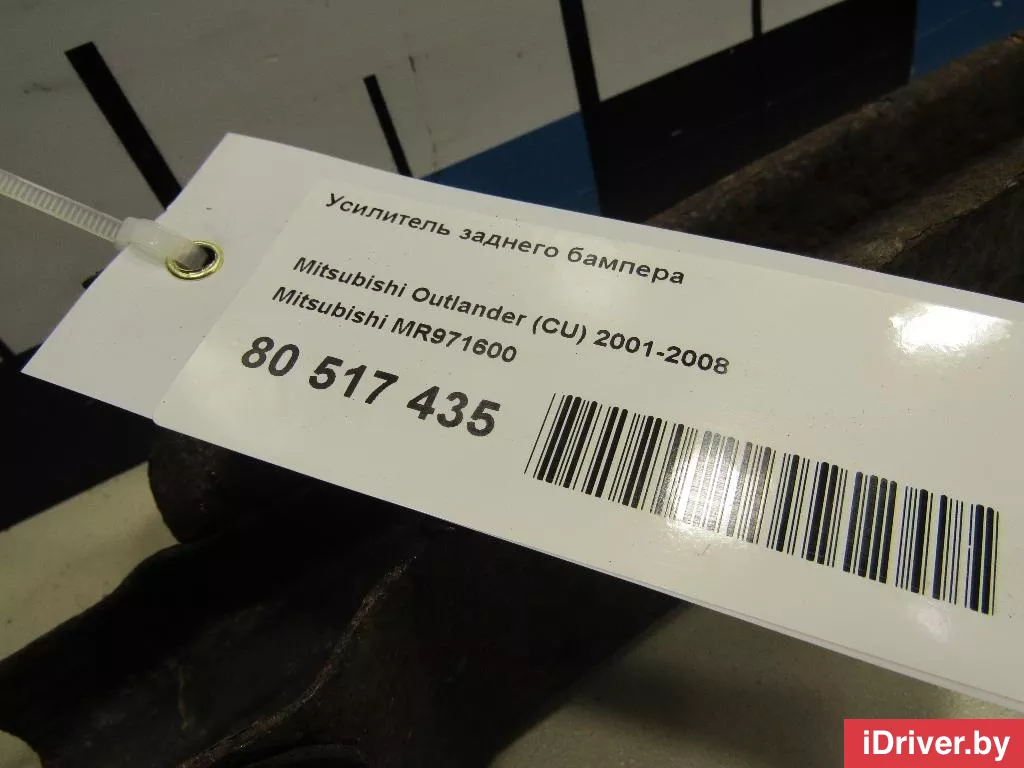 Усилитель заднего бампера
Mitsubishi Outlander (CU) 2001-2008
Mitsubishi MR971600
80 517 435
iDriver.by